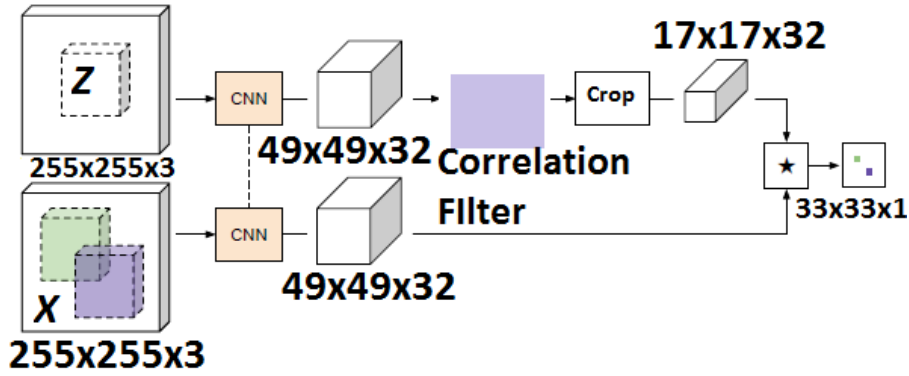 17x17x32
Z
CNN
Crop
49x49x32
255x255x3
Correlation
FIlter
★
33x33x1
CNN
X
49x49x32
255x255x3